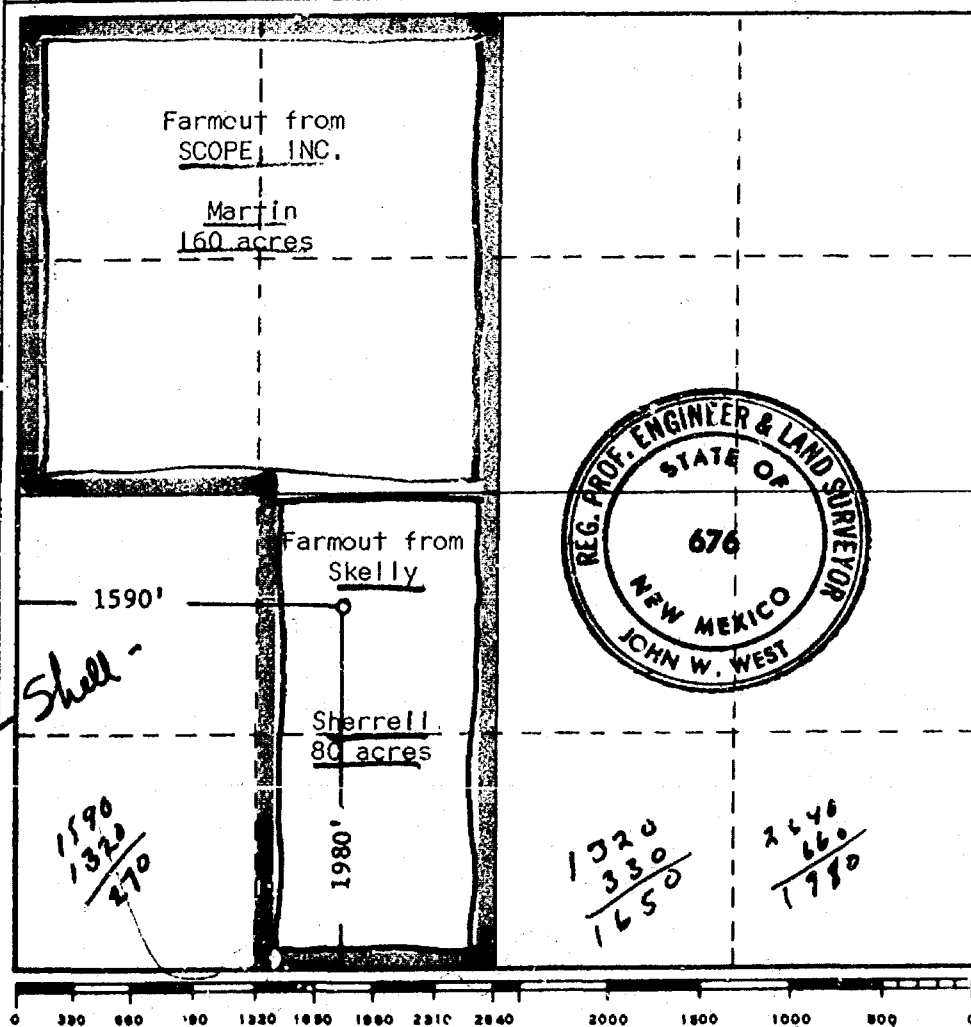 Farmout from
SCOPE, INC.
Martin
160 acres
Farmout from
Skelly
1590'
Shell -
Sherrell
80 acres
1980'
REG. PROF. ENGINEER & LAND SURVEYOR
STATE OF
676
NEW MEXICO
JOHN W. WEST
1590
1320
270
1320
330
1650
2640
660
1980
0 330 660 1320 1650 1980 2310 2640 2000 1500 1000 500 0